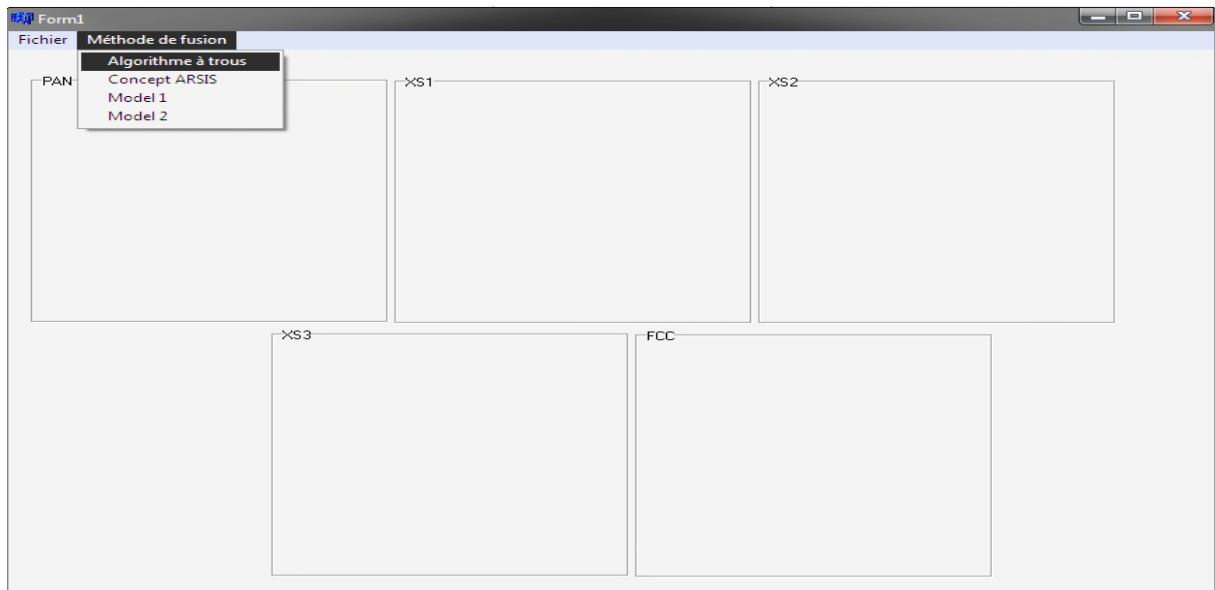 Form1
Fichier Méthode de fusion
Algorithme à trous
Concept ARSIS
Model 1
Model 2
PAN
XS1
XS2
XS3
FCC